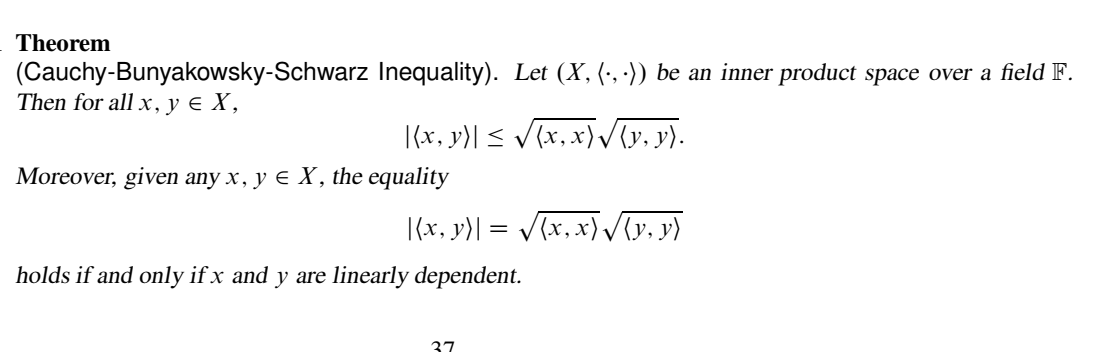 Theorem
(Cauchy-Bunyakowsky-Schwarz Inequality). Let (X, ⟨·, ·⟩) be an inner product space over a field 𝔽.
Then for all x, y ∈ X,
|⟨x, y⟩| ≤ √⟨x, x⟩√⟨y, y⟩.
Moreover, given any x, y ∈ X, the equality
|⟨x, y⟩| = √⟨x, x⟩√⟨y, y⟩
holds if and only if x and y are linearly dependent.
37